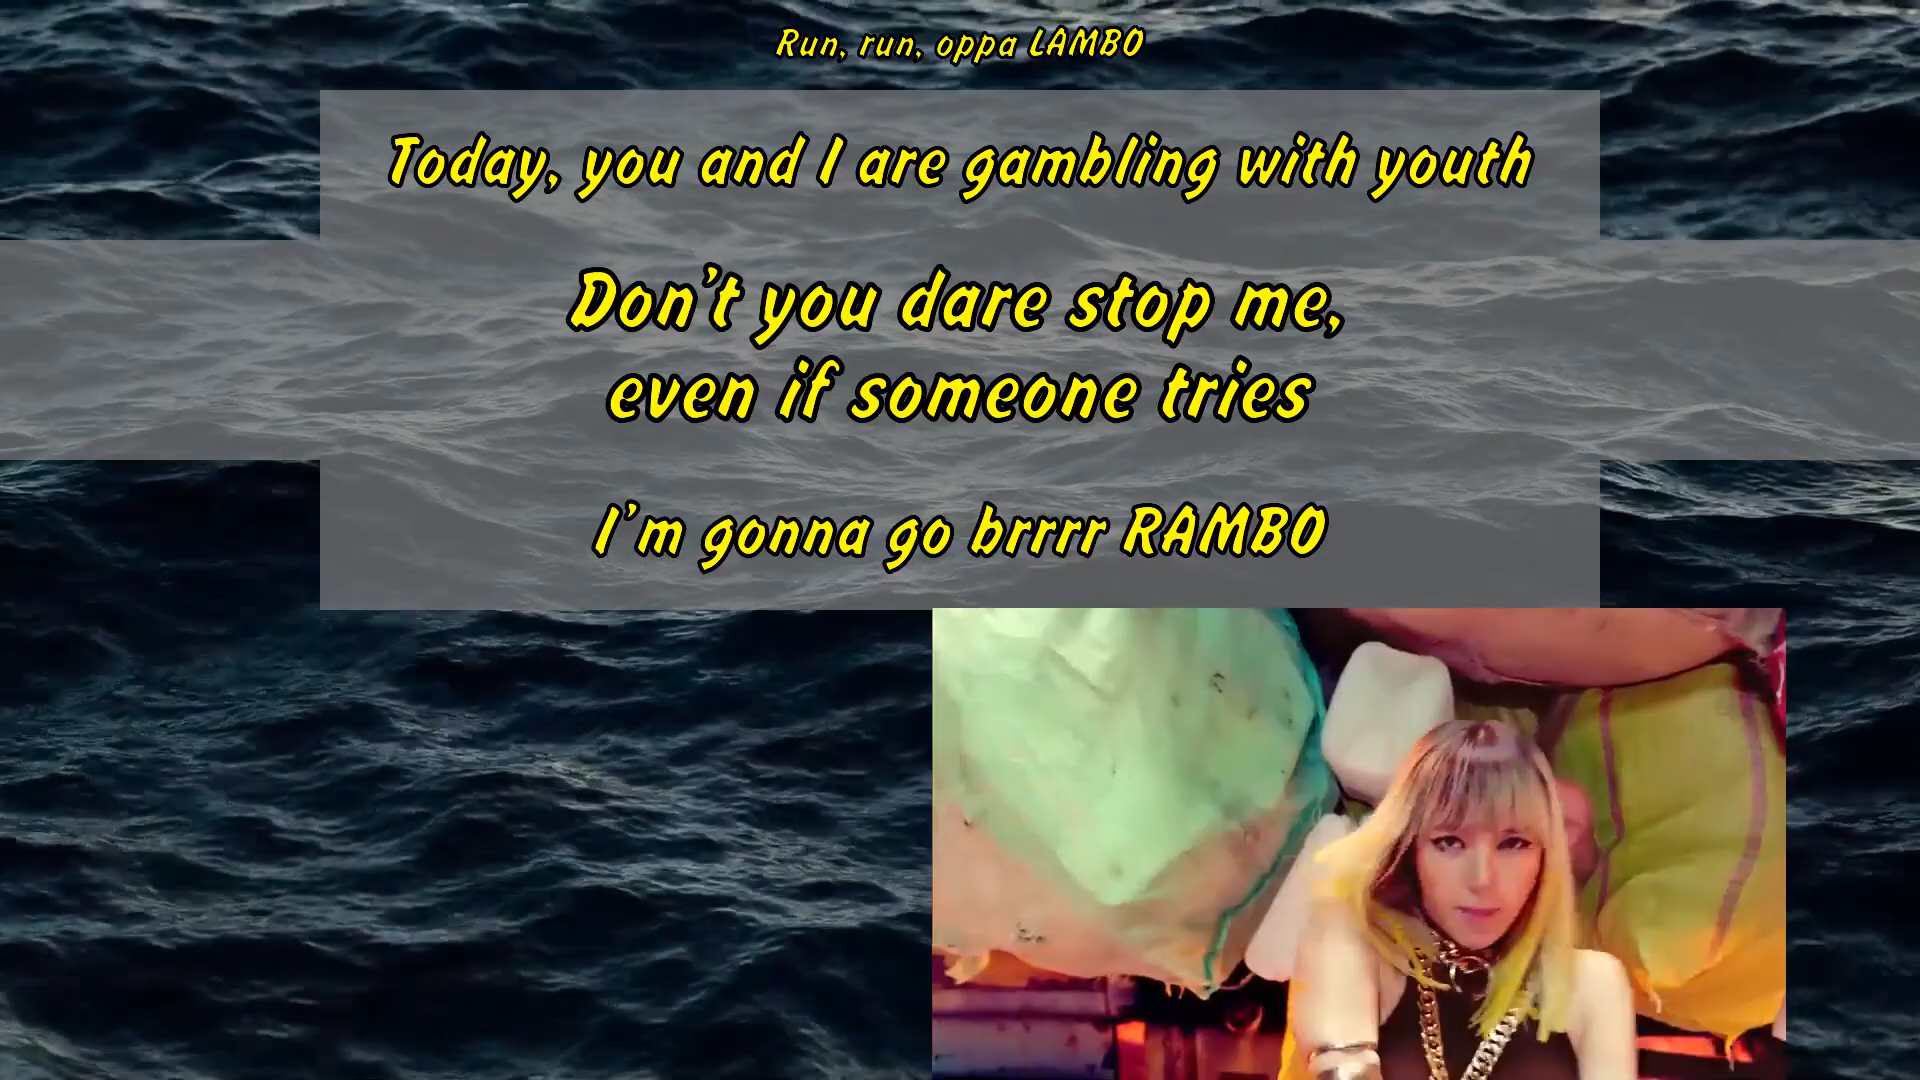 Run, run, oppa LAMBO
Today, you and I are gambling with youth
Don't you dare stop me,
even if someone tries
I'm gonna go brrrr RAMBO